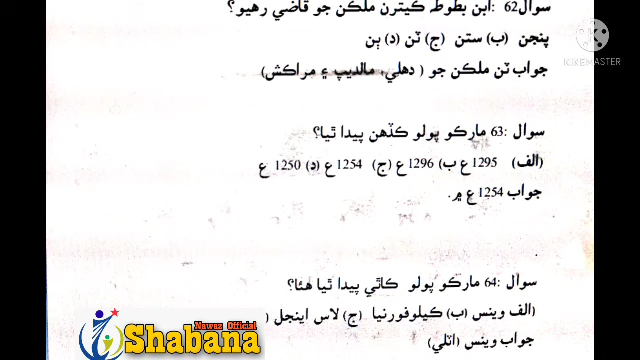 سوال62 :ابن بطوطه ڪيترن ملڪن جو قاضي رهيو؟
پنجن (ب) ستن (ج) ٽن (د) ٻن
جواب ٽن ملڪن جو ( دهلي، مالديپ ۽ مراڪش)
KINEMASTER
سوال :63 مارڪو پولو ڪڏهن پيدا ٿيا؟
(الف) 1295ع ب) 1296ع (ج) 1254ع (د) 1250 ع
جواب 1254ع ۾.
سوال :64 مارڪو پولو ڪاٿي پيدا ٿيا هئا؟
(الف وينس (ب) ڪيلوفورنيا (ج) لاس اينجل (
جواب وينس (اٽلي)
Nawaz Official
Shabana